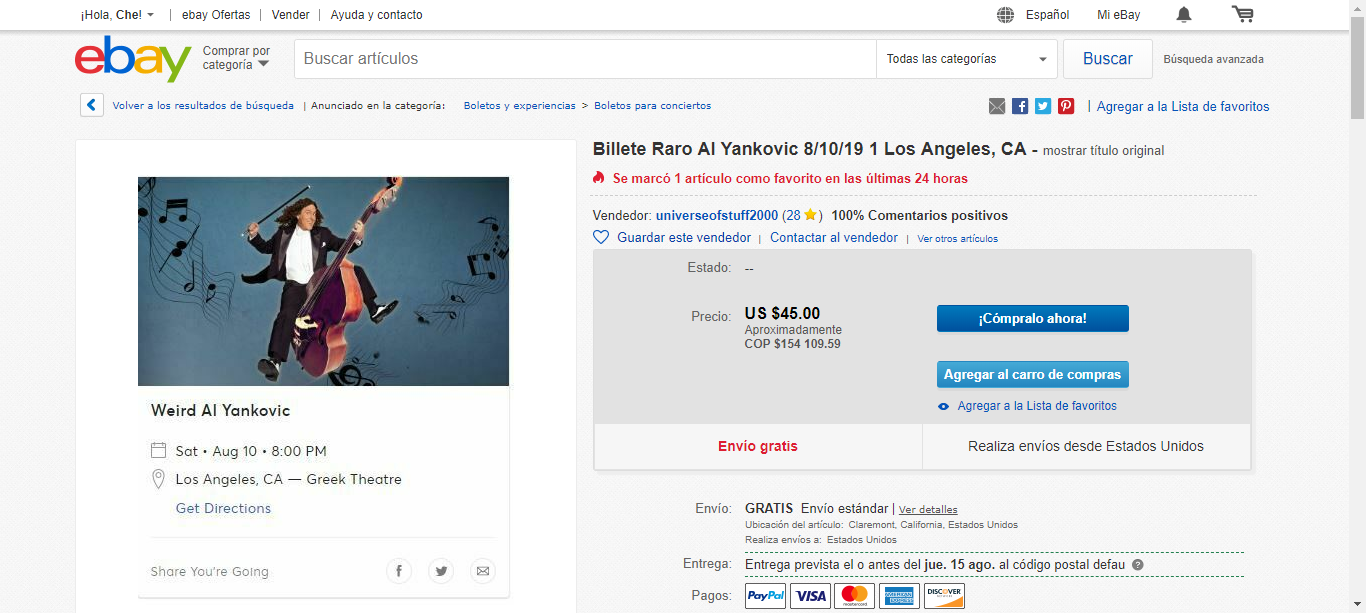 ¡Hola, Che! | ebay Ofertas | Vender | Ayuda y contacto Español Mi eBay
ebay Comprar por categoría Buscar artículos Todas las categorías Buscar Búsqueda avanzada
Volver a los resultados de búsqueda | Anunciado en la categoría: Boletos y experiencias > Boletos para conciertos | Agregar a la Lista de favoritos
Billete Raro Al Yankovic 8/10/19 1 Los Angeles, CA - mostrar título original
Se marcó 1 artículo como favorito en las últimas 24 horas
Vendedor: universeofstuff2000 (28) 100% Comentarios positivos
Guardar este vendedor | Contactar al vendedor | Ver otros artículos
Estado: --
Precio: US $45.00 ¡Cómpralo ahora!
Aproximadamente
COP $154 109.59
Agregar al carro de compras
Agregar a la Lista de favoritos
Envío gratis Realiza envíos desde Estados Unidos
Envío: GRATIS Envío estándar | Ver detalles
Ubicación del artículo: Claremont, California, Estados Unidos
Realiza envíos a: Estados Unidos
Entrega: Entrega prevista el o antes del jue. 15 ago. al código postal defau
Pagos: PayPal VISA mastercard AMERICAN EXPRESS DISCOVER
Weird Al Yankovic
Sat • Aug 10 • 8:00 PM
Los Angeles, CA — Greek Theatre
Get Directions
Share You're Going